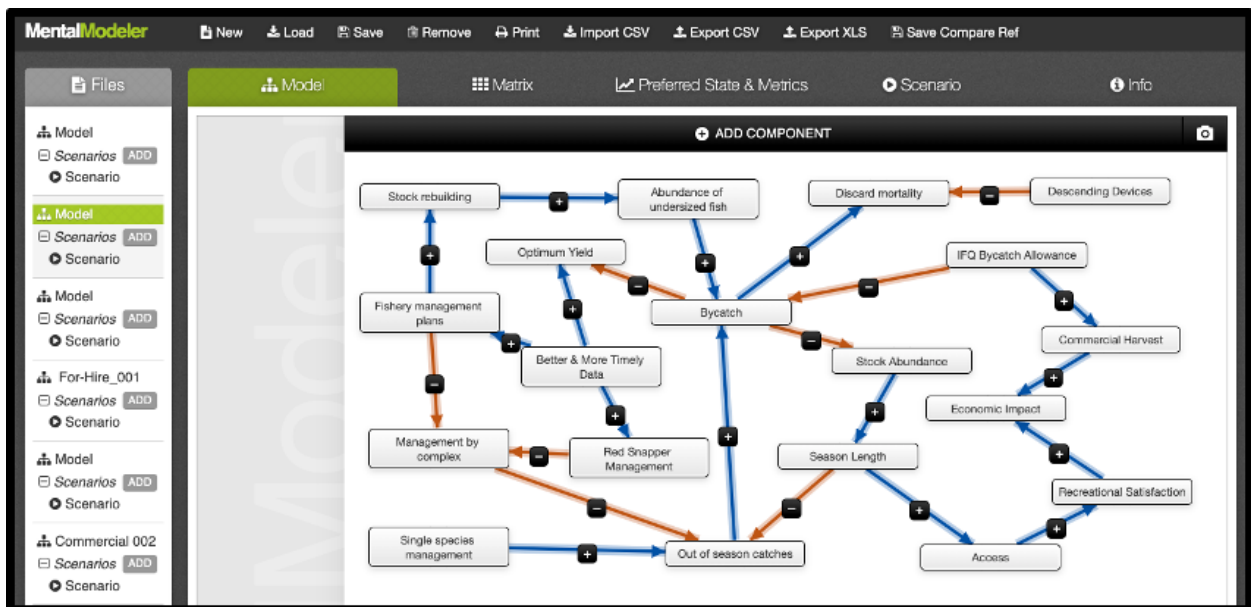 MentalModeler
New Load Save Remove Print Import CSV Export CSV Export XLS Save Compare Ref
Files Model Matrix Preferred State & Metrics Scenario Info
Model
Scenarios ADD
Scenario
Model
Scenarios ADD
Scenario
Model
Scenarios ADD
Scenario
For-Hire_001
Scenarios ADD
Scenario
Model
Scenarios ADD
Scenario
Commercial 002
Scenarios ADD
Scenario
Model
ADD COMPONENT
Stock rebuilding
+
Abundance of
undersized fish
Discard mortality
−
Descending Devices
Optimum Yield
+
+
+
IFQ Bycatch Allowance
−
−
+
Fishery management
plans
+
Bycatch
+
−
Commercial Harvest
Better & More Timely
Data
Stock Abundance
+
−
+
+
Economic Impact
Management by
complex
−
Red Snapper
Management
+
Season Length
+
Recreational Satisfaction
−
−
+
+
Single species
management
+
Out of season catches
Access